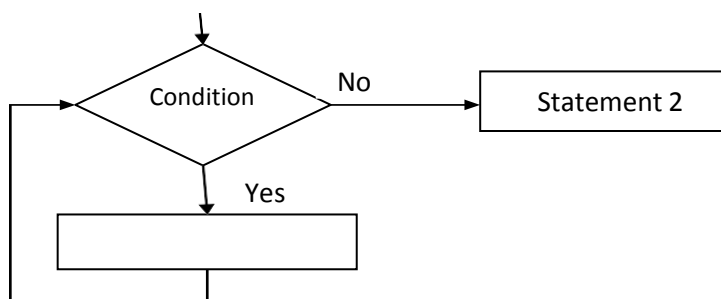 Condition
No
Statement 2
Yes